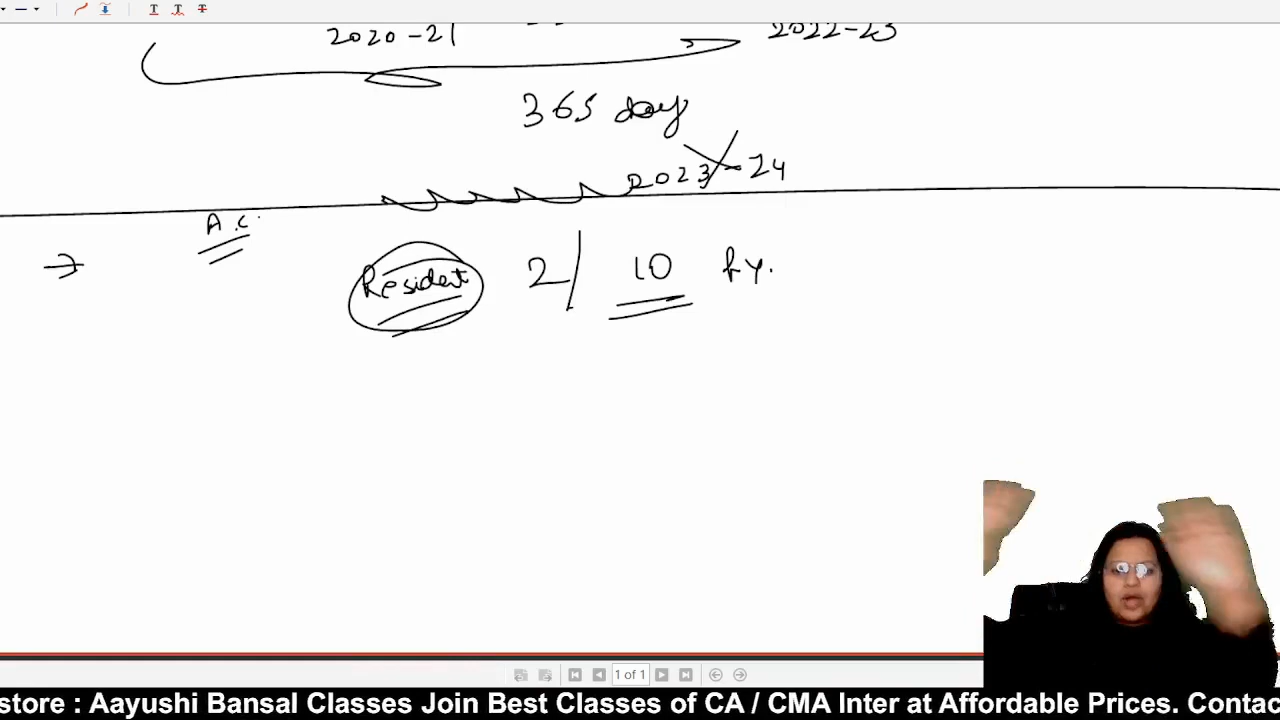 2020-21 2022-23
365 day
2023-24
A.C.
→ Resident 2/ 10 f.y.
1 of 1
store : Aayushi Bansal Classes Join Best Classes of CA / CMA Inter at Affordable Prices. Contac